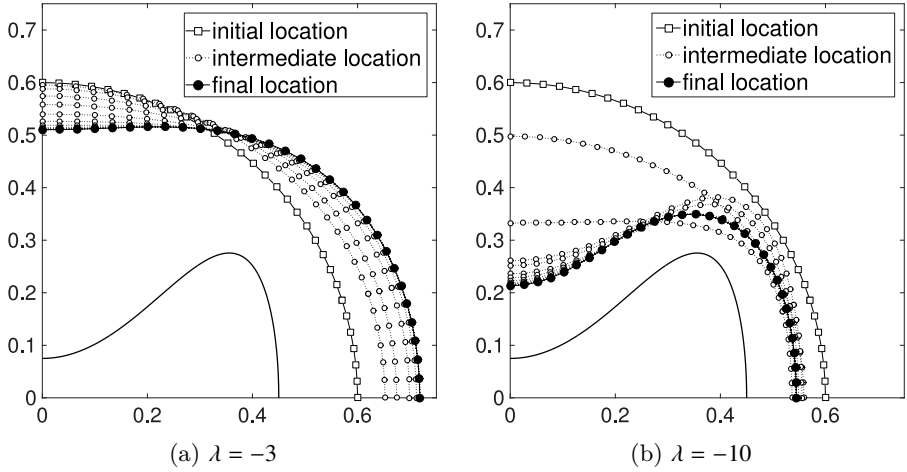 0.7
0.6
0.5
0.4
0.3
0.2
0.1
0
0 0.2 0.4 0.6
initial location
intermediate location
final location
(a) λ = −3
0.7
0.6
0.5
0.4
0.3
0.2
0.1
0
0 0.2 0.4 0.6
initial location
intermediate location
final location
(b) λ = −10